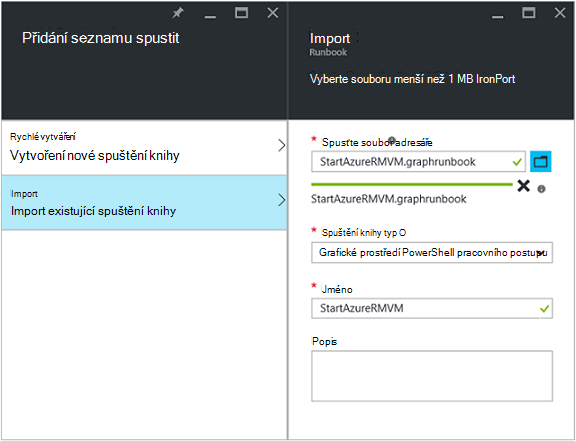 Přidání seznamu spustit
Rychlé vytváření
Vytvoření nové spuštění knihy
Import
Import existující spuštění knihy
Import
Runbook
Vyberte souboru menší než 1 MB IronPort
* Spusťte soubor adresáře
StartAzureRMVM.graphrunbook
StartAzureRMVM.graphrunbook
* Spuštění knihy typ O
Grafické prostředí PowerShell pracovního postupu
* Jméno
StartAzureRMVM
Popis